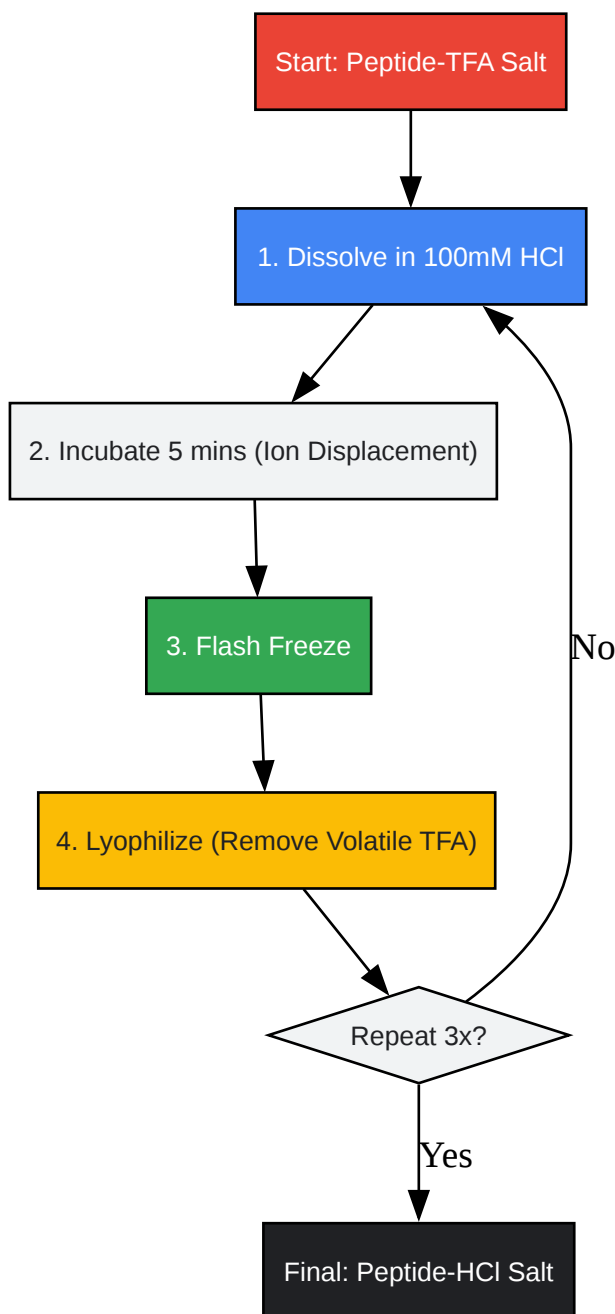 Start: Peptide-TFA Salt
1. Dissolve in 100mM HCl
2. Incubate 5 mins (Ion Displacement)
3. Flash Freeze
No
4. Lyophilize (Remove Volatile TFA)
Repeat 3x?
Yes
Final: Peptide-HCl Salt